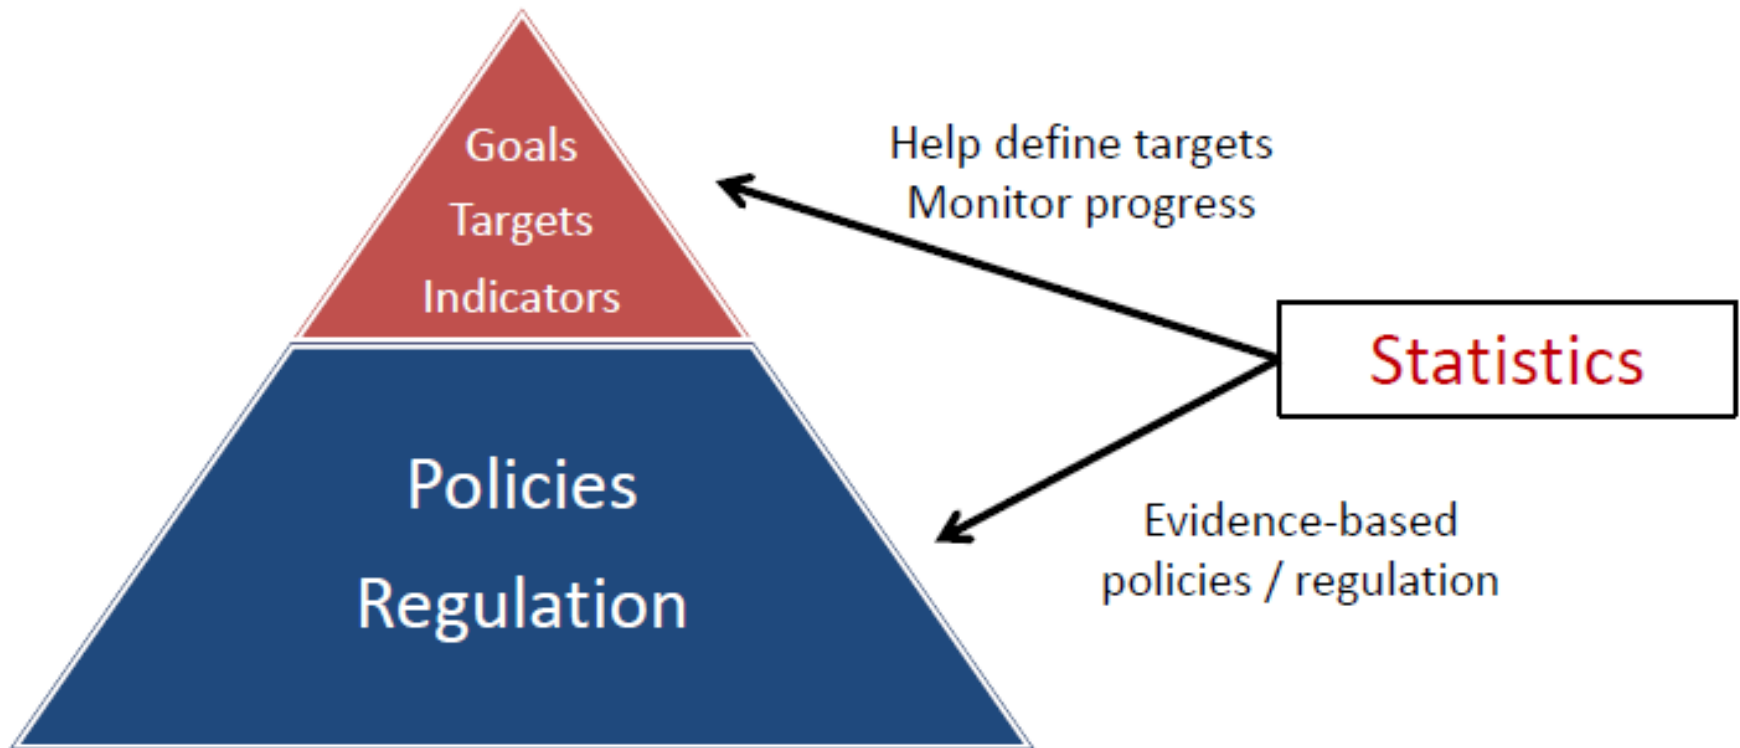 Goals
Targets
Indicators
Policies
Regulation
Help define targets
Monitor progress
Statistics
Evidence-based
policies / regulation